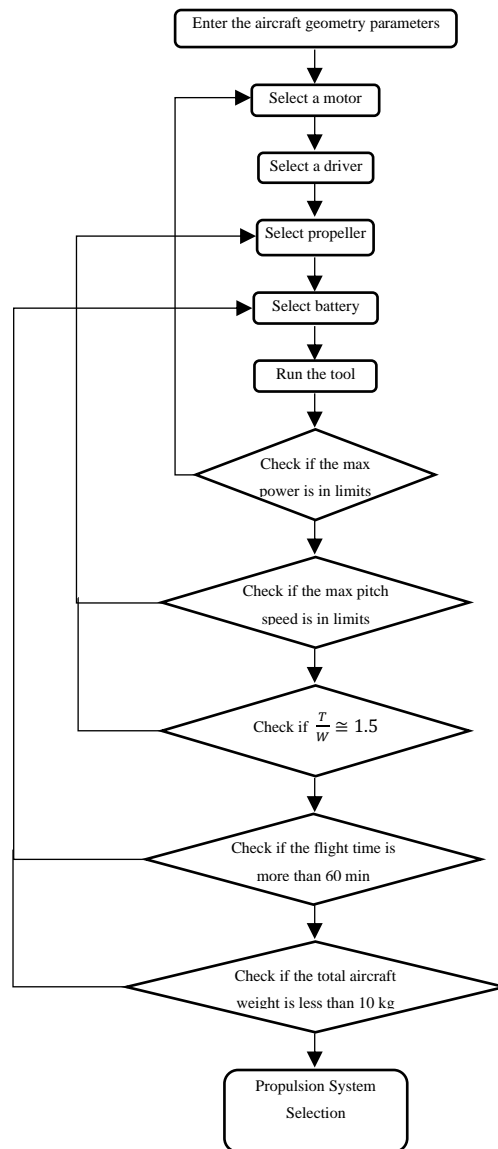 Enter the aircraft geometry parameters
Select a motor
Select a driver
Select propeller
Select battery
Run the tool
Check if the max
power is in limits
Check if the max pitch
speed is in limits
Check if T/W ≅ 1.5
Check if the flight time is
more than 60 min
Check if the total aircraft
weight is less than 10 kg
Propulsion System
Selection